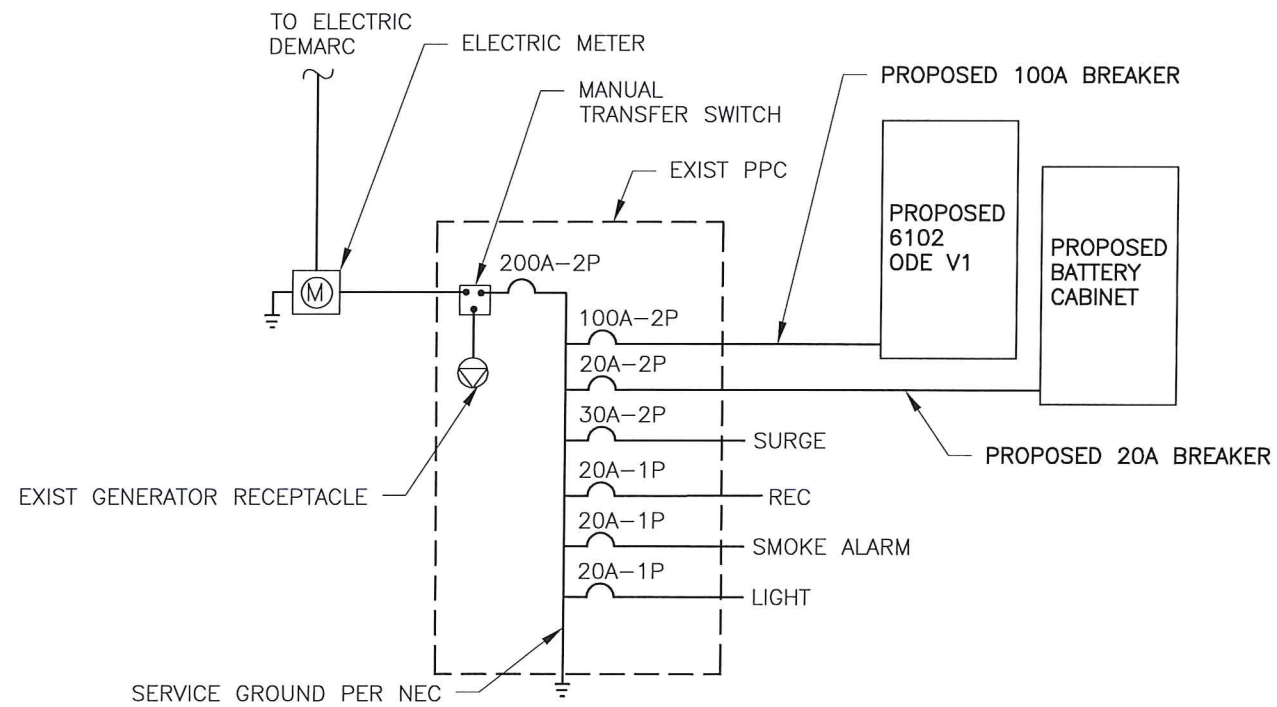 TO ELECTRIC
DEMARC
ELECTRIC METER
MANUAL
TRANSFER SWITCH
EXIST PPC
PROPOSED 100A BREAKER
PROPOSED
6102
ODE V1
PROPOSED
BATTERY
CABINET
M
200A-2P
100A-2P
20A-2P
30A-2P
SURGE
PROPOSED 20A BREAKER
20A-1P
REC
EXIST GENERATOR RECEPTACLE
20A-1P
SMOKE ALARM
20A-1P
LIGHT
SERVICE GROUND PER NEC